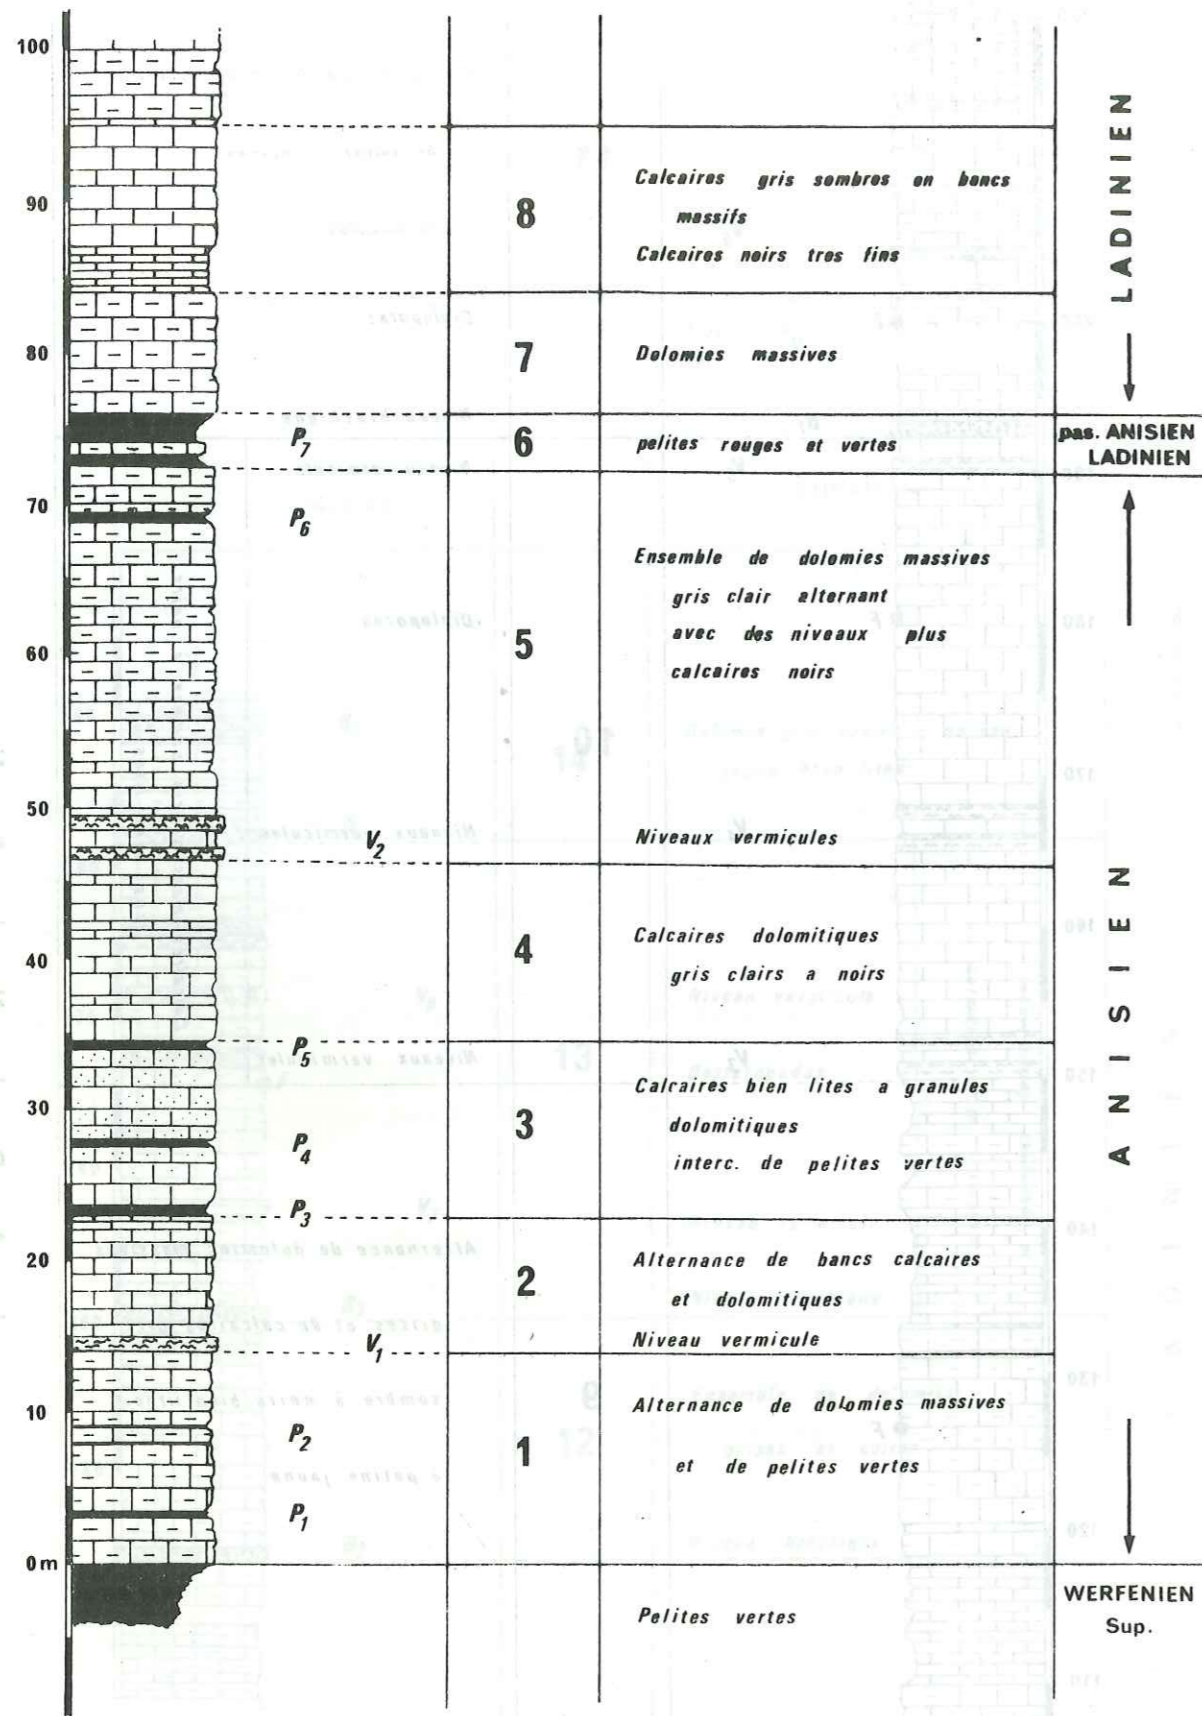 100
LADINIEN
8
Calcaires gris sombres en bancs
massifs
Calcaires noirs tres fins
90
80
7
Dolomies massives
P7
6
pelites rouges et vertes
pas. ANISIEN
LADINIEN
70
P6
5
Ensemble de dolomies massives
gris clair alternant
avec des niveaux plus
calcaires noirs
60
50
V2
Niveaux vermicules
ANISIEN
4
Calcaires dolomitiques
gris clairs a noirs
40
P5
30
3
Calcaires bien lites a granules
dolomitiques
interc. de pelites vertes
P4
P3
20
2
Alternance de bancs calcaires
et dolomitiques
V1
Niveau vermicule
10
1
Alternance de dolomies massives
et de pelites vertes
P2
P1
0m
Pelites vertes
WERFENIEN
Sup.